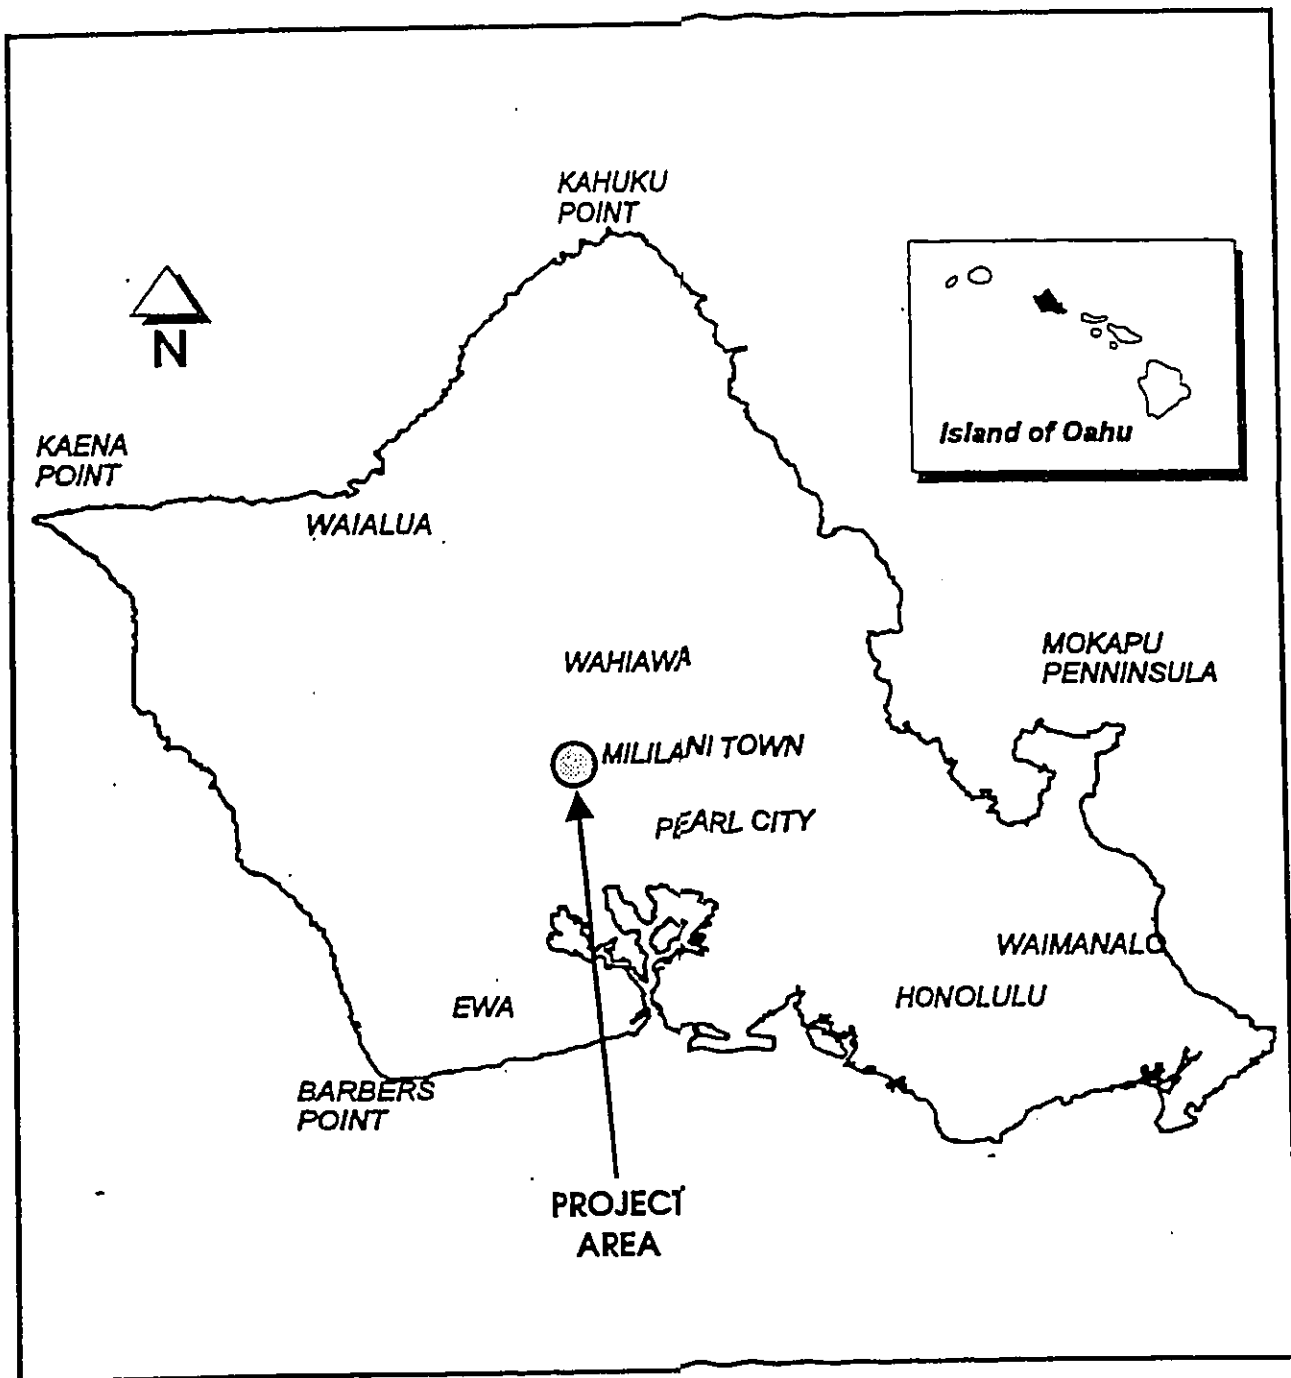 KAHUKU
POINT
N
Island of Oahu
KAENA
POINT
WAIALUA
WAHIAWA
MOKAPU
PENNINSULA
MILILANI TOWN
PEARL CITY
WAIMANALO
HONOLULU
EWA
BARBERS
POINT
PROJECT
AREA